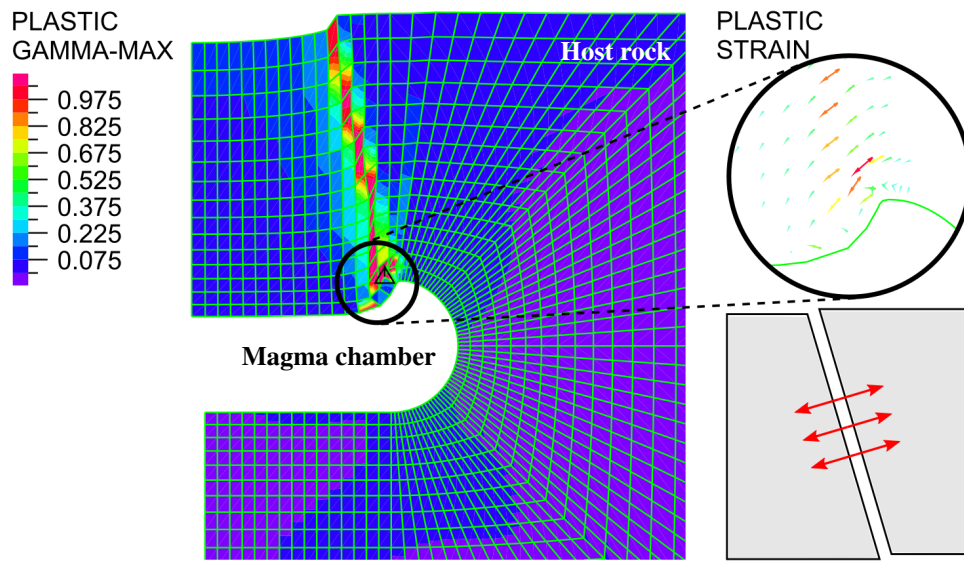 PLASTIC
GAMMA-MAX
0.975
0.825
0.675
0.525
0.375
0.225
0.075
Host rock
Magma chamber
PLASTIC
STRAIN